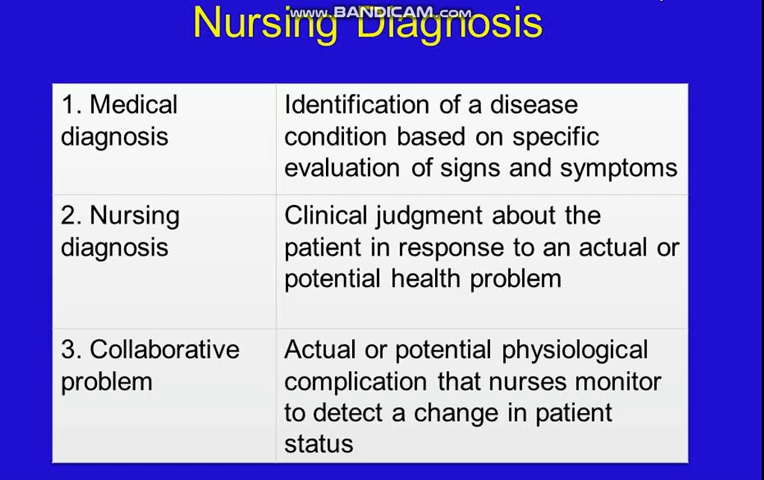 www.BANDICAM.com
Nursing Diagnosis
1. Medical
diagnosis
Identification of a disease
condition based on specific
evaluation of signs and symptoms
2. Nursing
diagnosis
Clinical judgment about the
patient in response to an actual or
potential health problem
3. Collaborative
problem
Actual or potential physiological
complication that nurses monitor
to detect a change in patient
status